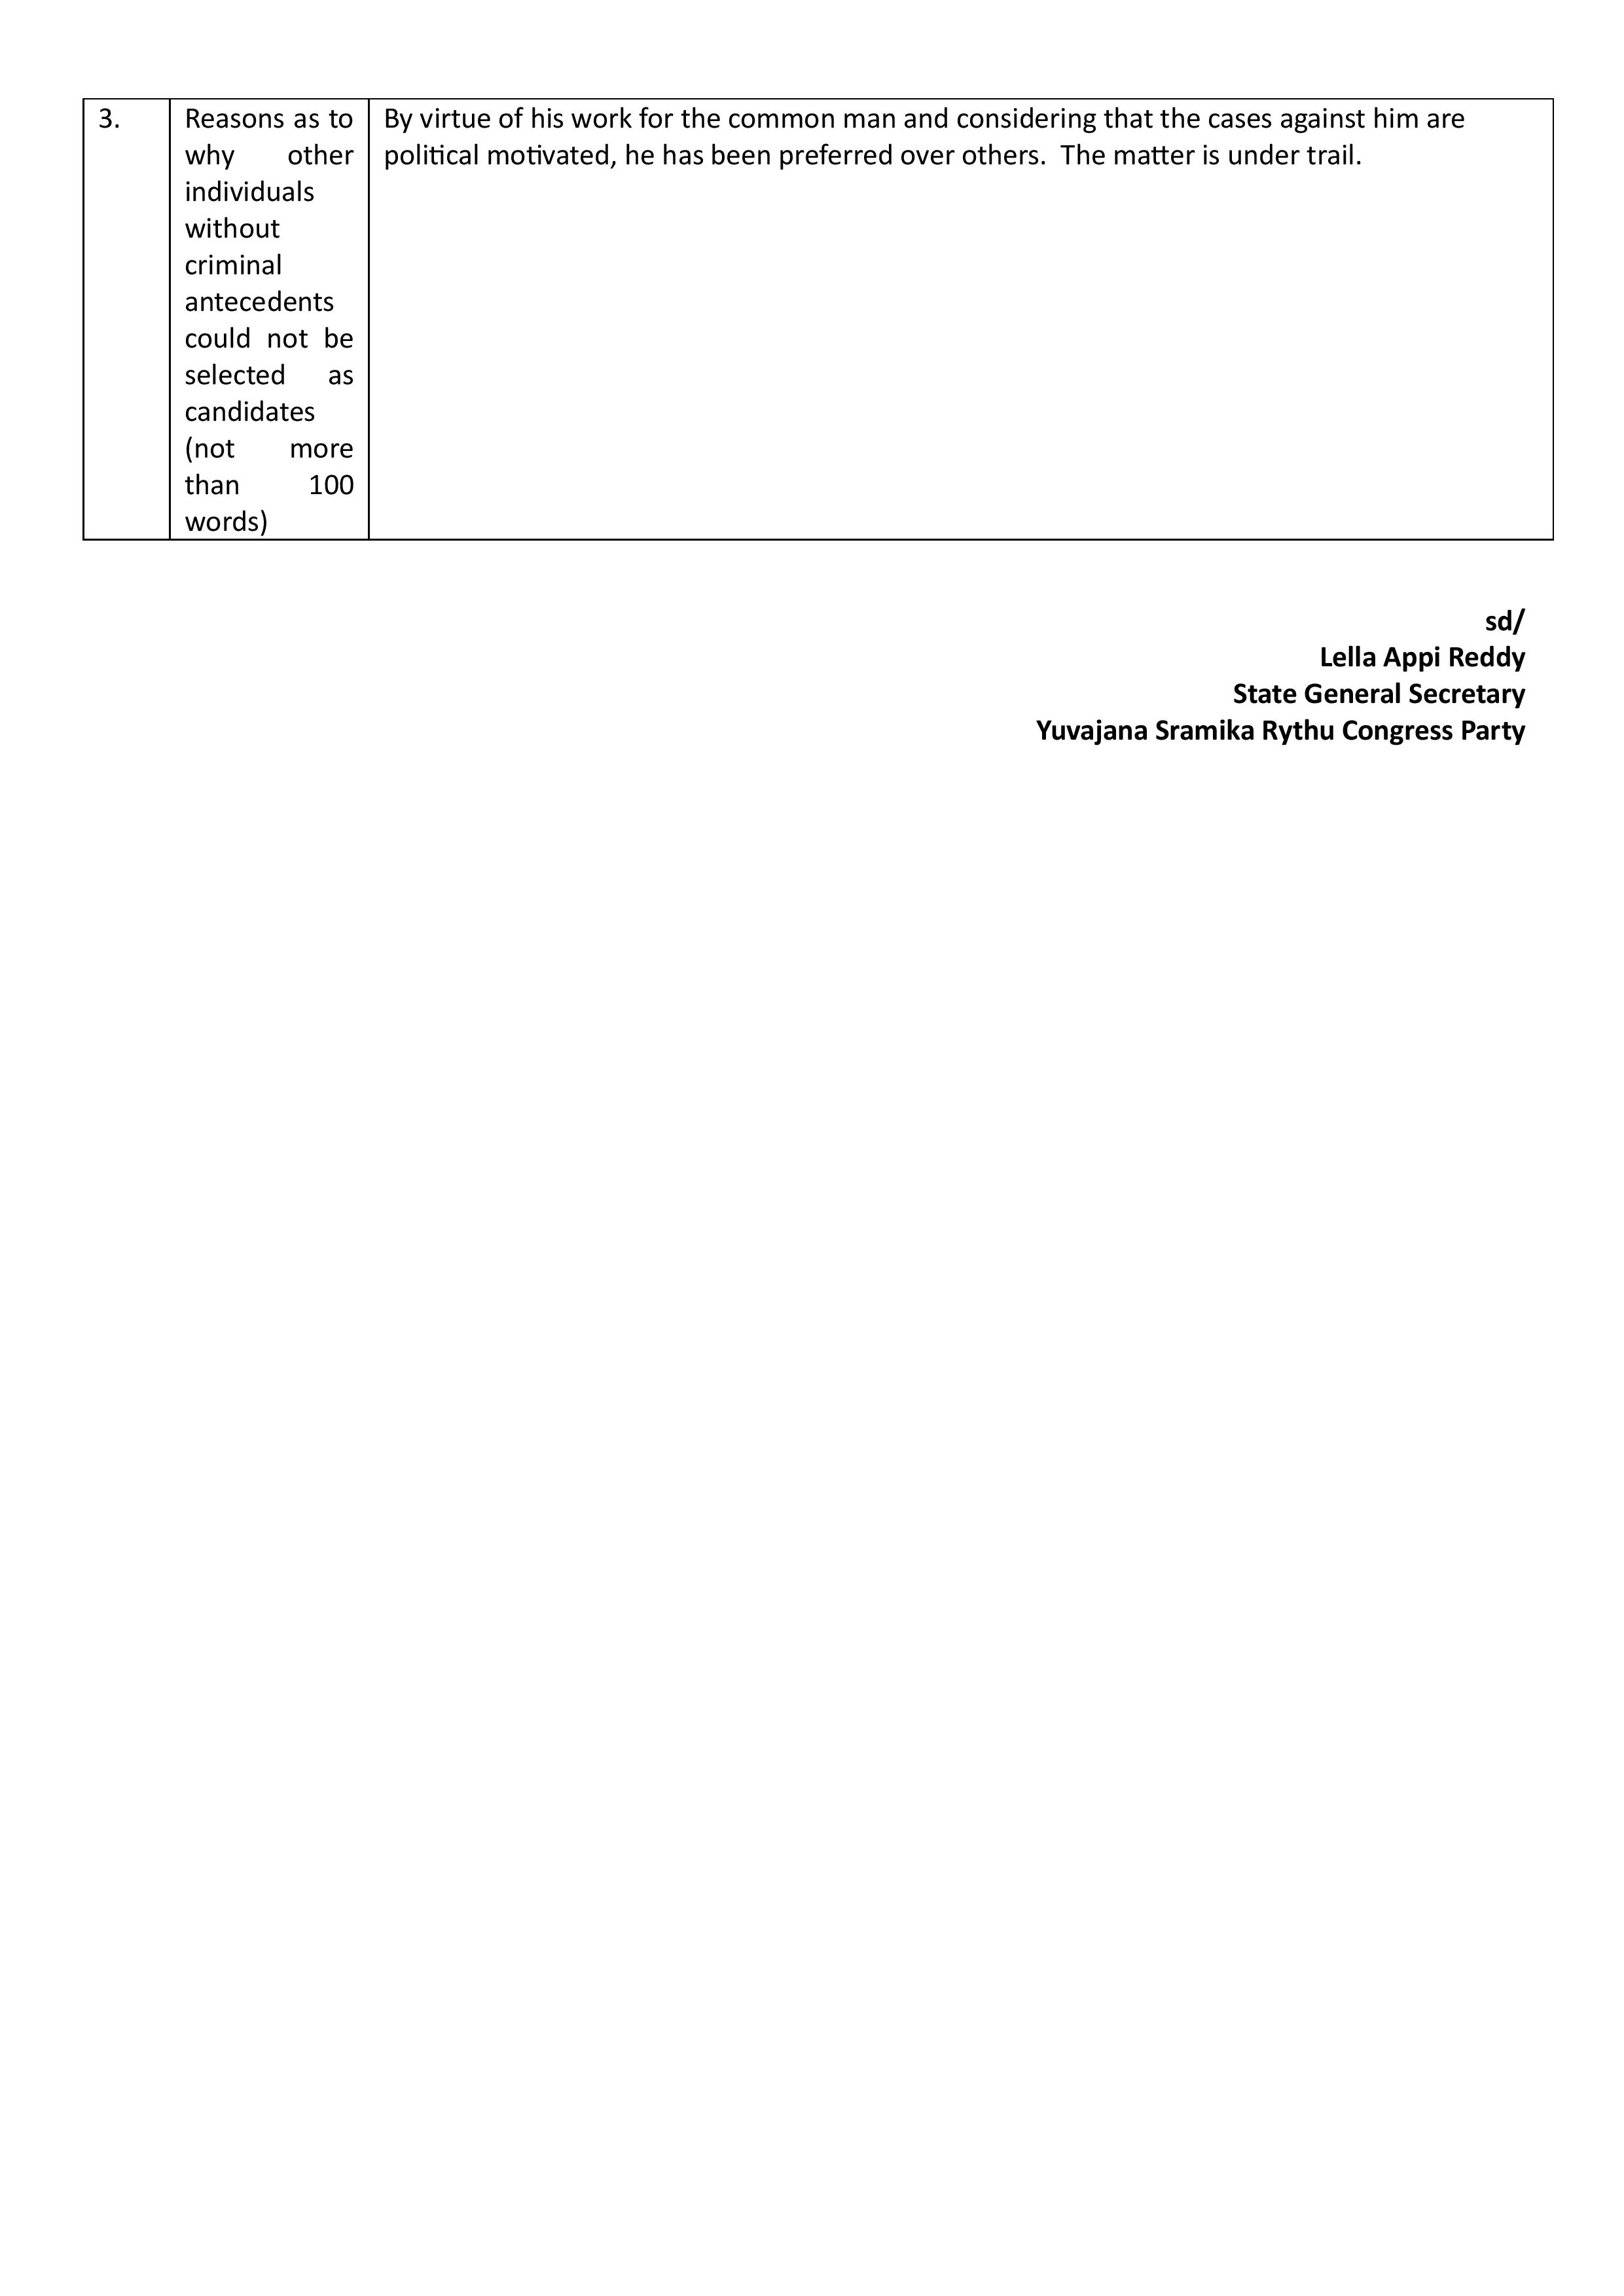 3.
Reasons as to
why other
individuals
without
criminal
antecedents
could not be
selected as
candidates
(not more
than 100
words)
By virtue of his work for the common man and considering that the cases against him are
political motivated, he has been preferred over others.  The matter is under trail.
sd/
Lella Appi Reddy
State General Secretary
Yuvajana Sramika Rythu Congress Party